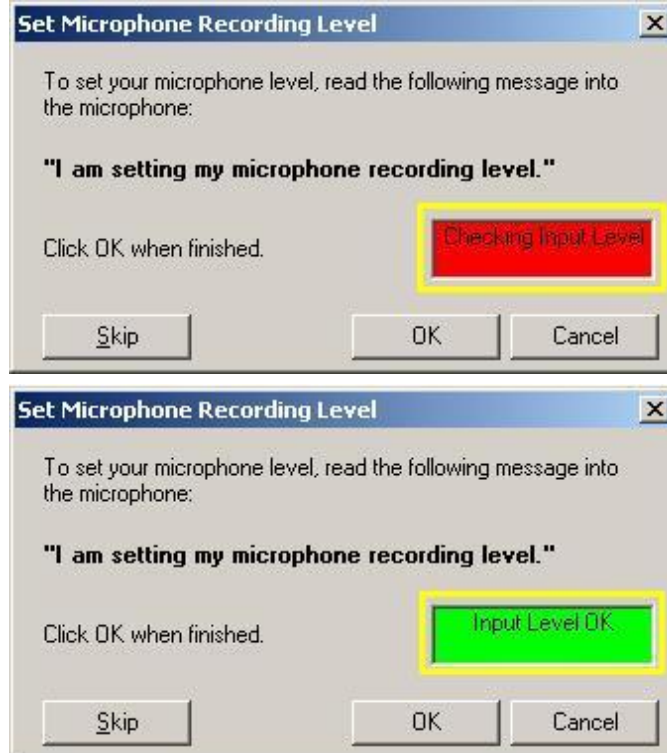 Set Microphone Recording Level
To set your microphone level, read the following message into
the microphone:
"I am setting my microphone recording level."
Checking Input Level
Click OK when finished.
Skip OK Cancel
Set Microphone Recording Level
To set your microphone level, read the following message into
the microphone:
"I am setting my microphone recording level."
Input Level OK
Click OK when finished.
Skip OK Cancel